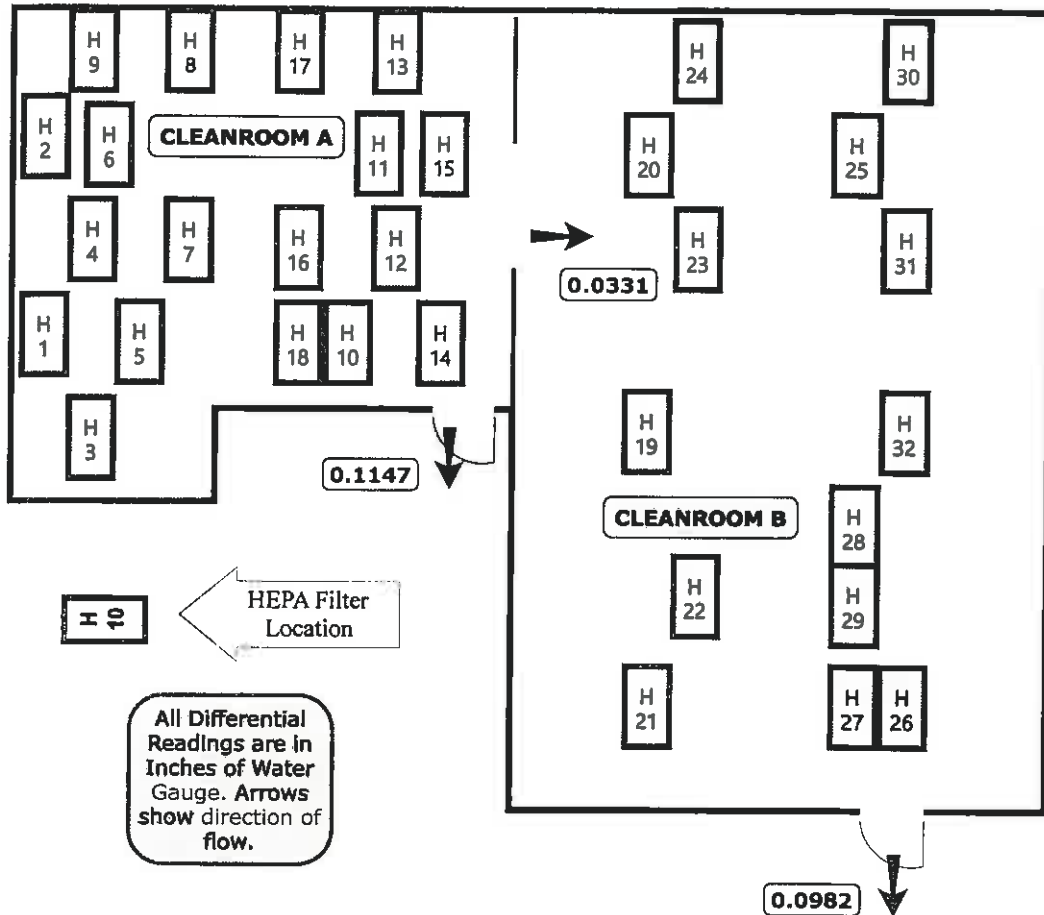 H
9
H
8
H
17
H
13
H
24
H
30
H
2
H
6
CLEANROOM A
H
11
H
15
H
20
H
25
H
4
H
7
H
16
H
12
H
23
H
31
0.0331
H
1
H
5
H
18
H
10
H
14
H
3
H
19
H
32
0.1147
CLEANROOM B
H
28
H
10
HEPA Filter
Location
H
22
H
29
H
21
H
27
H
26
All Differential
Readings are in
Inches of Water
Gauge. Arrows
show direction of
flow.
0.0982